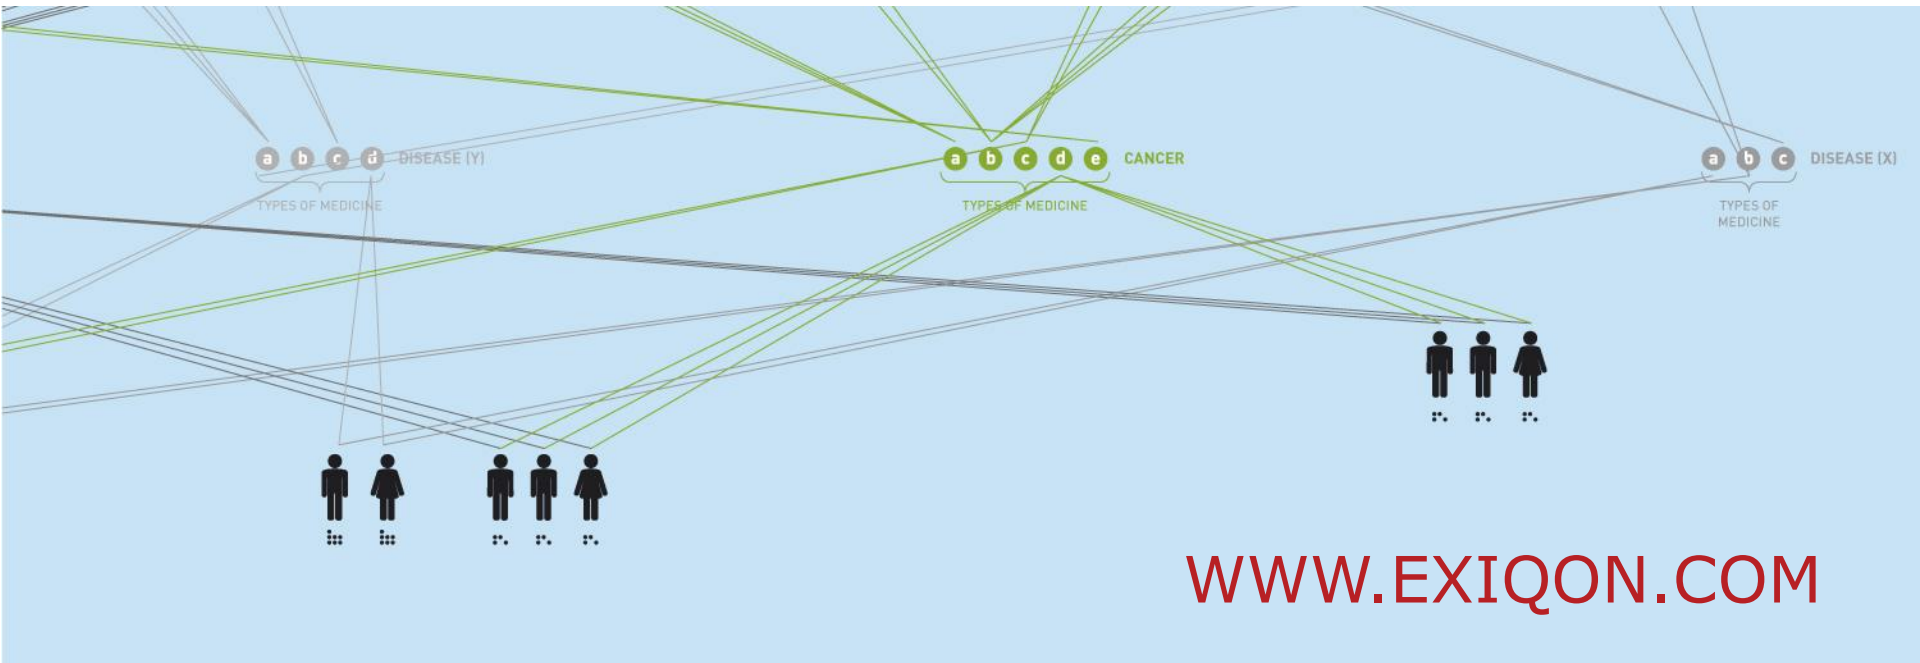 a b c d DISEASE (Y)
TYPES OF MEDICINE
a b c d e CANCER
TYPES OF MEDICINE
a b c DISEASE (X)
TYPES OF
MEDICINE
WWW.EXIQON.COM